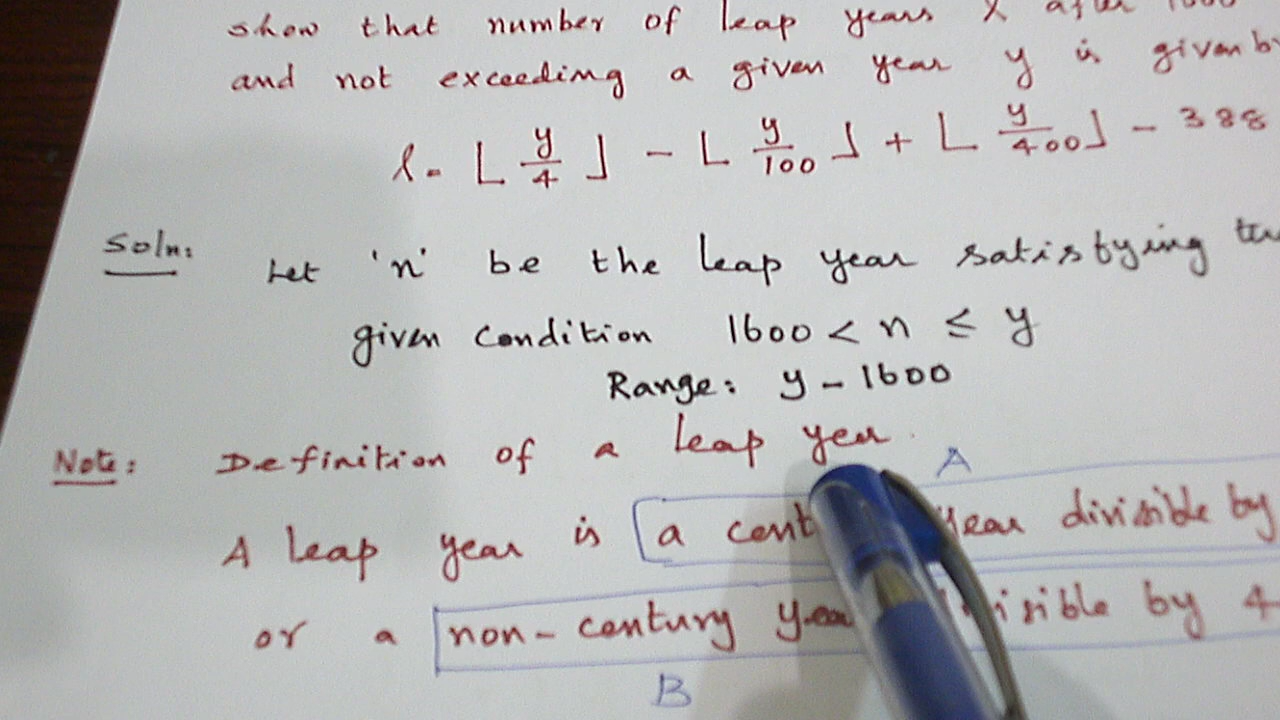 show that number of leap years λ after 1600
and not exceeding a given year y is given by
λ = ⌊ y/4 ⌋ - ⌊ y/100 ⌋ + ⌊ y/400 ⌋ - 388
Soln: Let 'n' be the leap year satisfying
given condition 1600 < n ≤ y
Range: y - 1600
Note: Definition of a leap year.
A
A leap year is a cent year divisible by
or a non-century year divisible by 4
B